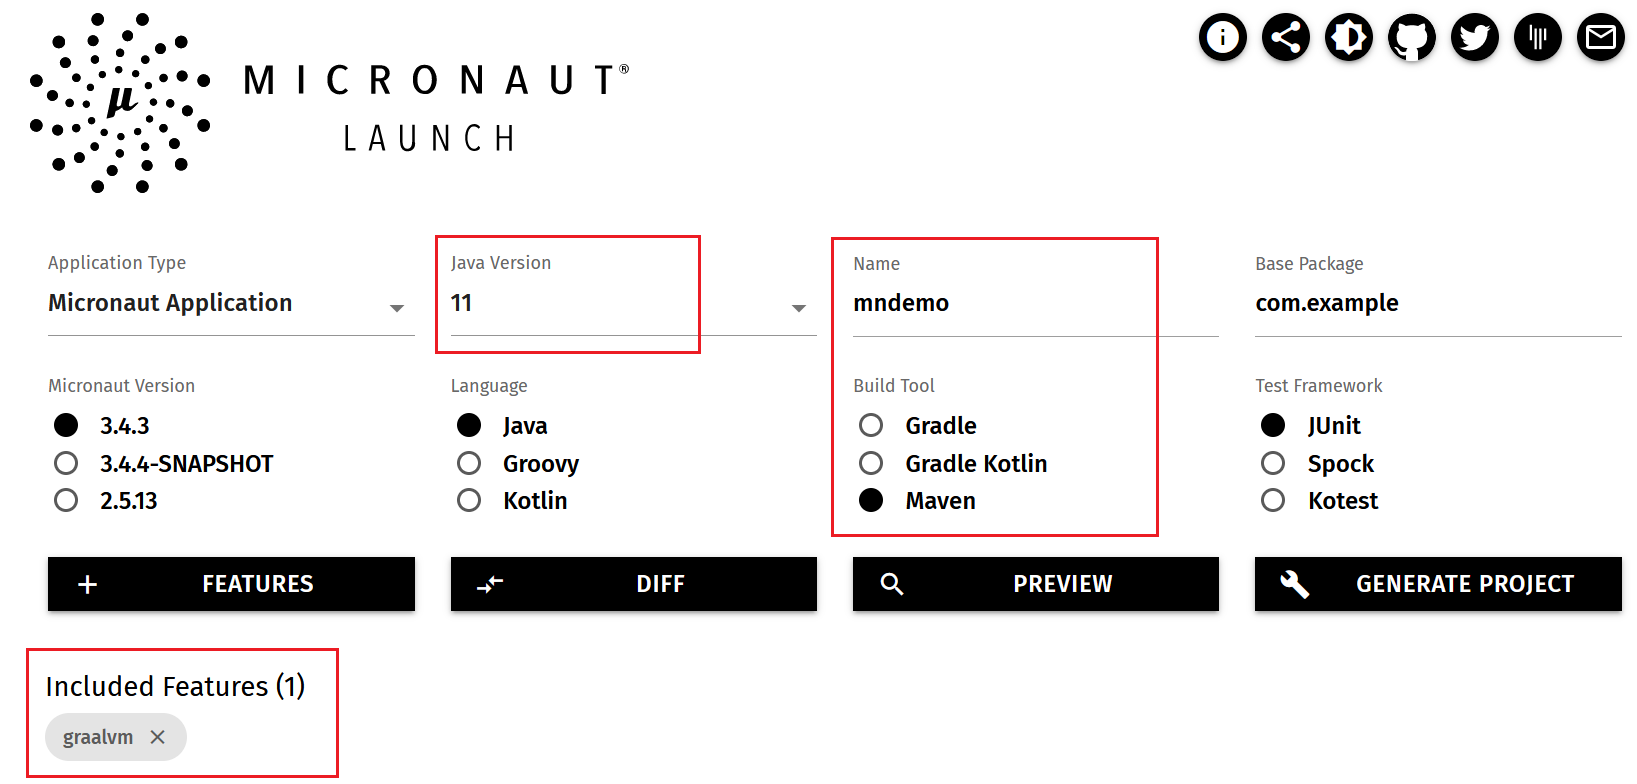 µ
MICRONAUT®
LAUNCH
Application Type
Micronaut Application
Java Version
11
Name
mndemo
Base Package
com.example
Micronaut Version
3.4.3
3.4.4-SNAPSHOT
2.5.13
Language
Java
Groovy
Kotlin
Build Tool
Gradle
Gradle Kotlin
Maven
Test Framework
JUnit
Spock
Kotest
FEATURES
DIFF
PREVIEW
GENERATE PROJECT
Included Features (1)
graalvm